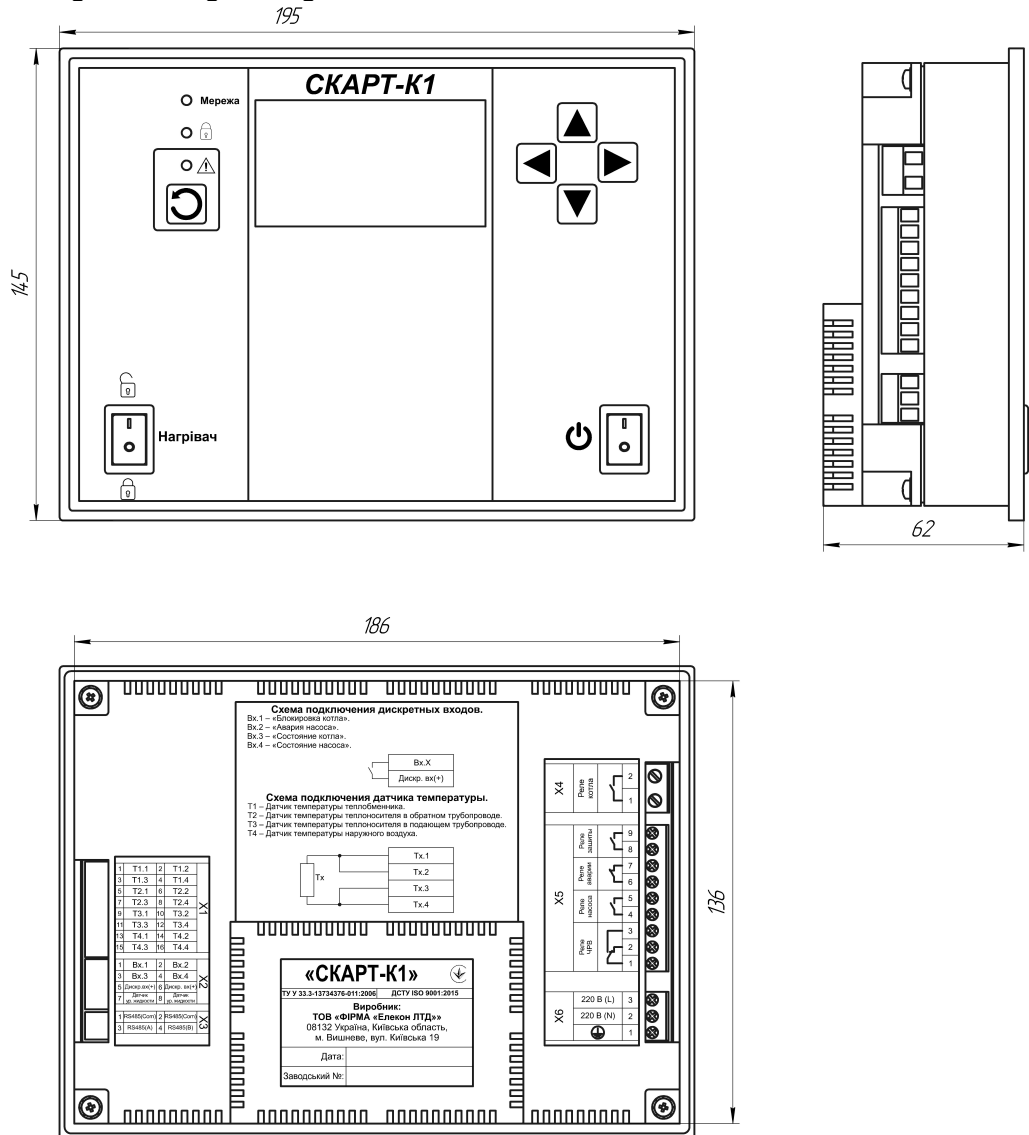 195
СКАРТ-К1
Мережа
145
Нагрівач
62
186
Схема подключения дискретных входов.
Вх.1 – «Блокировка котла».
Вх.2 – «Авария насоса».
Вх.3 – «Состояние котла».
Вх.4 – «Состояние насоса».
Вх.Х
Дискр. вх(+)
Схема подключения датчика температуры.
Т1 – Датчик температуры теплобменника.
Т2 – Датчик температуры теплоносителя в обратном трубопроводе.
Т3 – Датчик температуры теплоносителя в подающем трубопроводе.
Т4 – Датчик температуры наружного воздуха.
Тх
Тх.1
Тх.2
Тх.3
Тх.4
1 Т1.1 2 Т1.2
3 Т1.3 4 Т1.4
5 Т2.1 6 Т2.2
7 Т2.3 8 Т2.4
9 Т3.1 10 Т3.2
11 Т3.3 12 Т3.4
13 Т4.1 14 Т4.2
15 Т4.3 16 Т4.4
X1
1 Вх.1 2 Вх.2
3 Вх.3 4 Вх.4
5 Дискр.вх(+) 6 Дискр. вх(+)
7 Датчик ур. жидкости 8 Датчик ур. жидкости
X2
1 RS485(Com) 2 RS485(Com)
3 RS485(A) 4 RS485(B)
X3
«СКАРТ-К1»
ТУ У 33.3-13734376-011:2006 ДСТУ ISO 9001:2015
Виробник:
ТОВ «ФІРМА «Елекон ЛТД»»
08132 Україна, Київська область,
м. Вишневе, вул. Київська 19
Дата:
Заводський №:
X4
Реле
котла
2
1
X5
Реле
зашиты
9
8
Реле
аварии
7
6
Реле
насоса
5
4
Реле
ЧРВ
3
2
1
X6
220 В (L) 3
220 В (N) 2
1
136